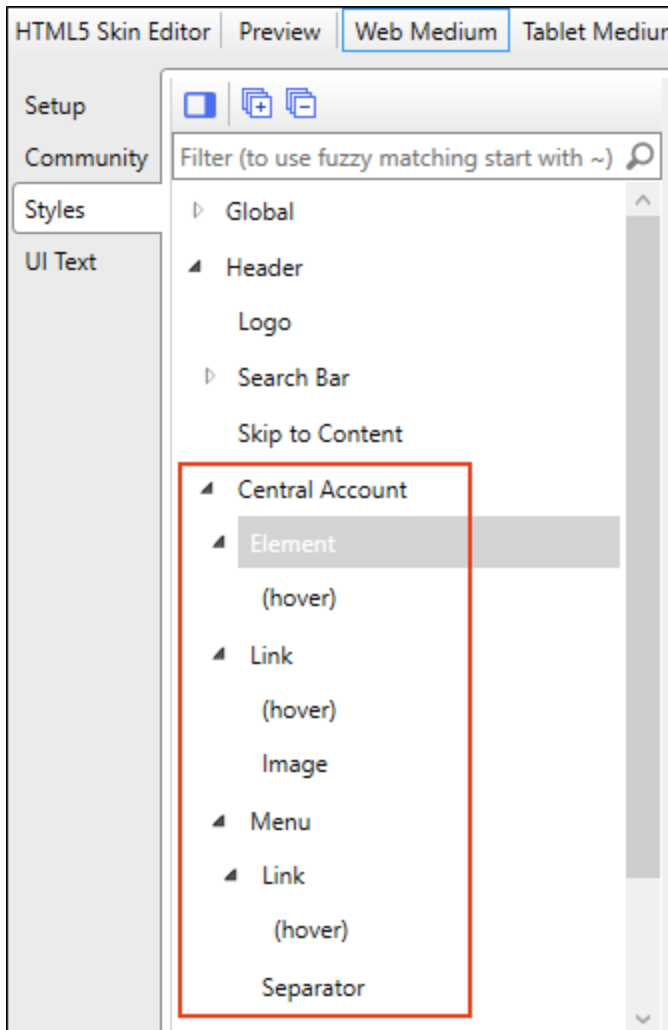 HTML5 Skin Editor Preview Web Medium Tablet Medium
Setup
Community
Styles
UI Text
Filter (to use fuzzy matching start with ~)
Global
Header
Logo
Search Bar
Skip to Content
Central Account
Element
(hover)
Link
(hover)
Image
Menu
Link
(hover)
Separator